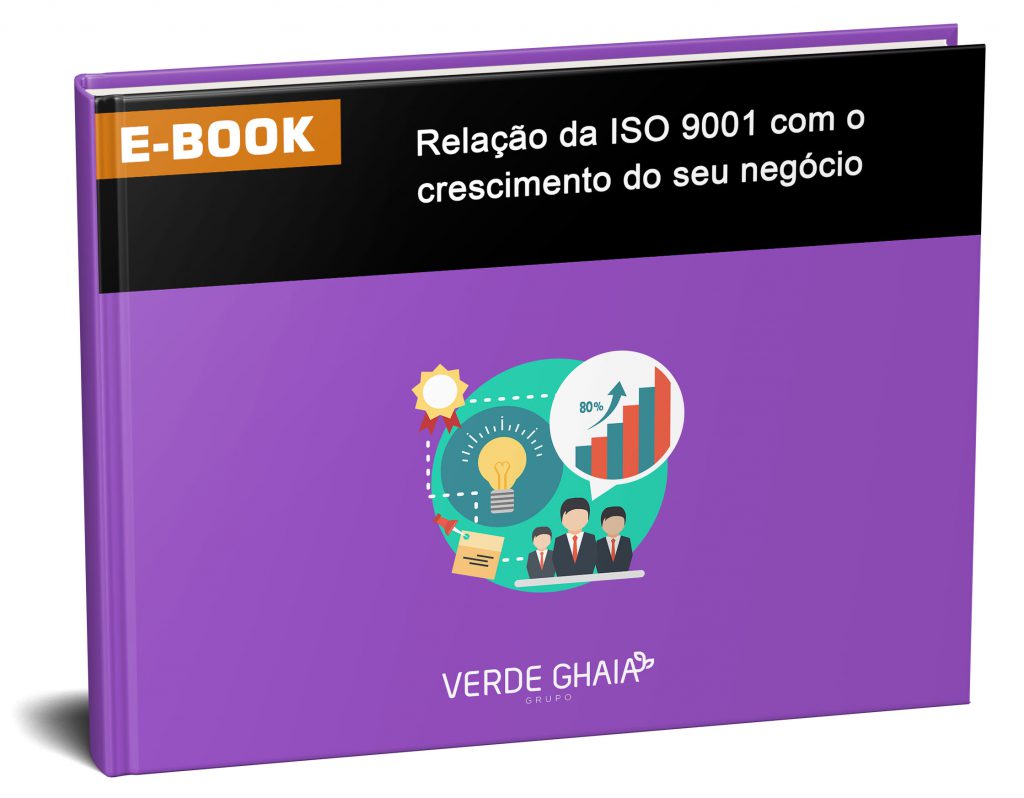 E-BOOK
Relação da ISO 9001 com o
crescimento do seu negócio
80%
VERDE GHAIA
GRUPO